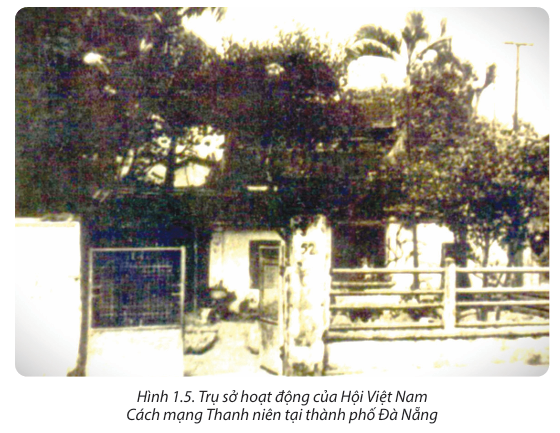 Hình 1.5. Trụ sở hoạt động của Hội Việt Nam
Cách mạng Thanh niên tại thành phố Đà Nẵng